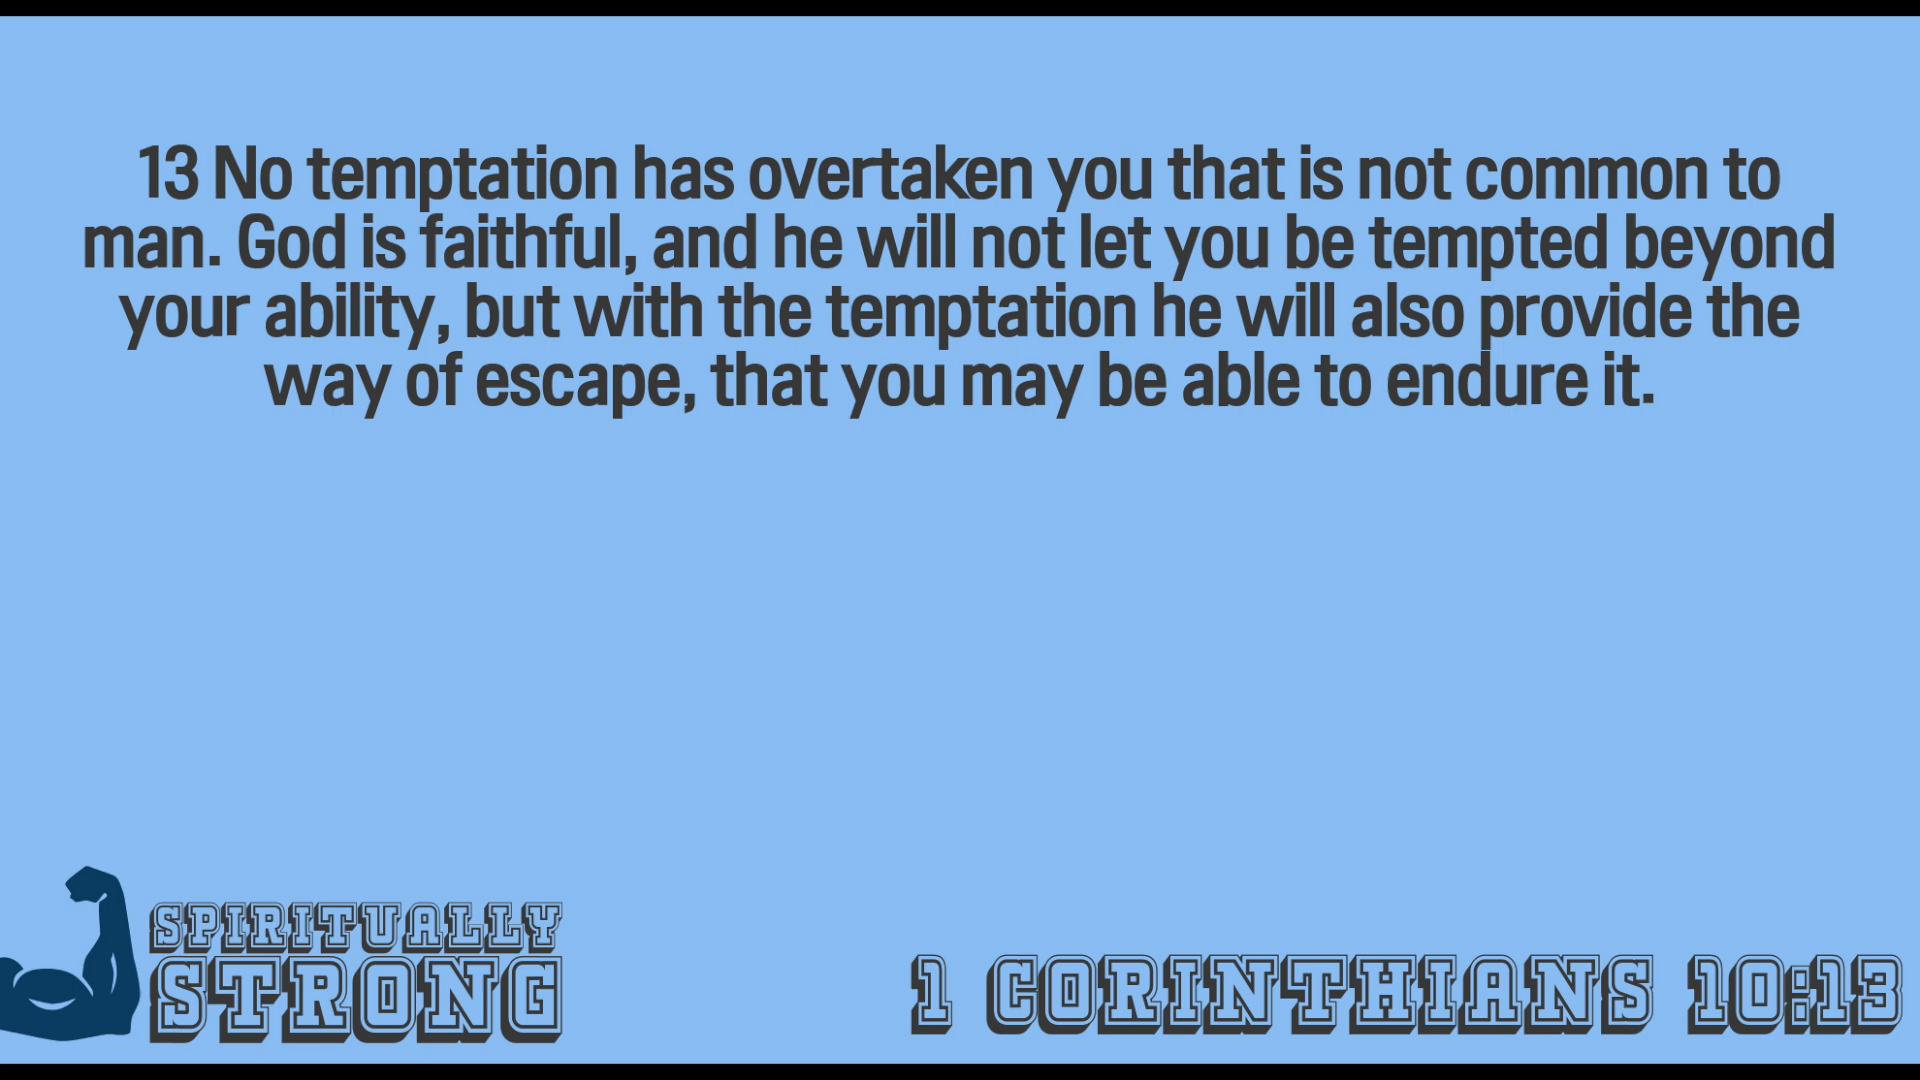 13 No temptation has overtaken you that is not common to
man. God is faithful, and he will not let you be tempted beyond
your ability, but with the temptation he will also provide the
way of escape, that you may be able to endure it.
SPIRITUALLY
STRONG
1 CORINTHIANS 10:13